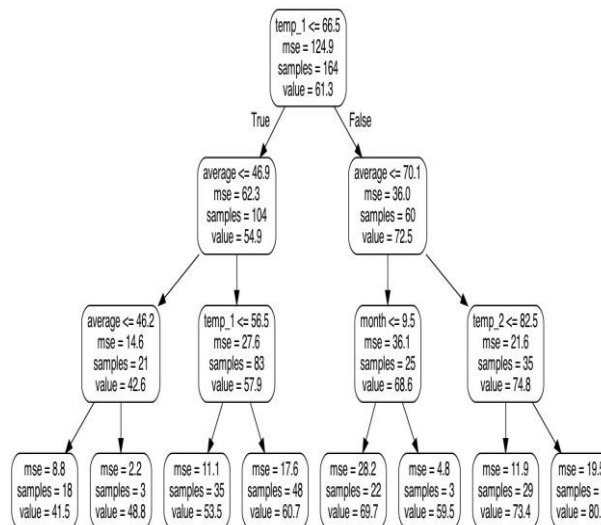 temp_1 <= 66.5
mse = 124.9
samples = 164
value = 61.3
True
False
average <= 46.9
mse = 62.3
samples = 104
value = 54.9
average <= 70.1
mse = 36.0
samples = 60
value = 72.5
average <= 46.2
mse = 14.6
samples = 21
value = 42.6
temp_1 <= 56.5
mse = 27.6
samples = 83
value = 57.9
month <= 9.5
mse = 36.1
samples = 25
value = 68.6
temp_2 <= 82.5
mse = 21.6
samples = 35
value = 74.8
mse = 8.8
samples = 18
value = 41.5
mse = 2.2
samples = 3
value = 48.8
mse = 11.1
samples = 35
value = 53.5
mse = 17.6
samples = 48
value = 60.7
mse = 28.2
samples = 22
value = 69.7
mse = 4.8
samples = 3
value = 59.5
mse = 11.9
samples = 29
value = 73.4
mse = 19.5
samples =
value = 80.